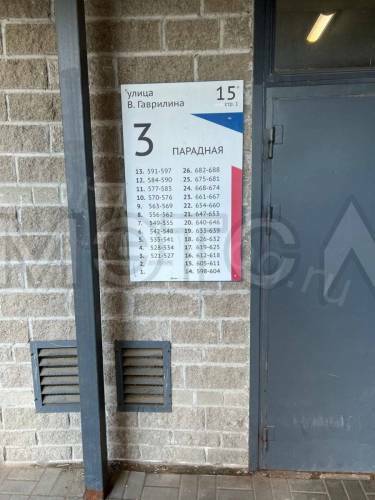 улица
В. Гаврилина
15
стр. 1
3 ПАРАДНАЯ
13. 591-597 26. 682-688
12. 584-590 25. 675-681
11. 577-583 24. 668-674
10. 570-576 23. 661-667
9. 563-569 22. 654-660
8. 556-562 21. 647-653
7. 549-555 20. 640-646
6. 542-548 19. 633-639
5. 535-541 18. 626-632
4. 528-534 17. 619-625
3. 521-527 16. 612-618
2. 15. 605-611
1. 14. 598-604